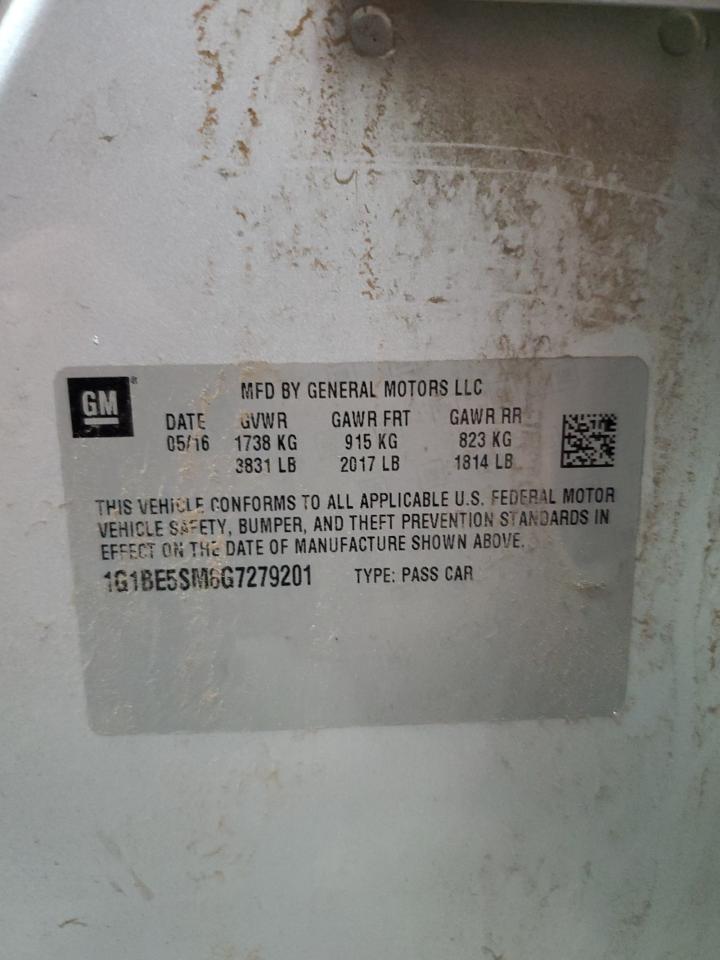 GM
®
MFD BY GENERAL MOTORS LLC
DATE GVWR GAWR FRT GAWR RR
05/16 1738 KG 915 KG 823 KG
3831 LB 2017 LB 1814 LB
THIS VEHICLE CONFORMS TO ALL APPLICABLE U.S. FEDERAL MOTOR
VEHICLE SAFETY, BUMPER, AND THEFT PREVENTION STANDARDS IN
EFFECT ON THE DATE OF MANUFACTURE SHOWN ABOVE.
1G1BE5SM8G7279201 TYPE: PASS CAR